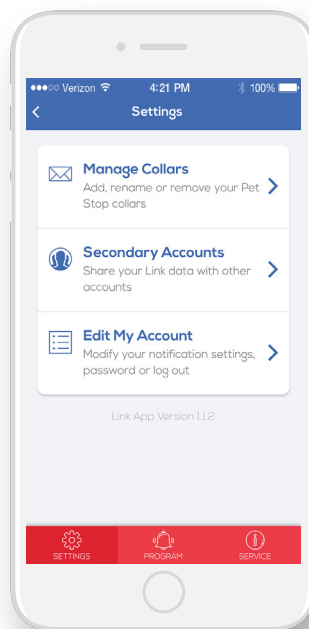 Verizon 4:21 PM 100%
Settings
Manage Collars
Add, rename or remove your Pet
Stop collars
Secondary Accounts
Share your Link data with other
accounts
Edit My Account
Modify your notification settings,
password or log out
Link App Version 1.1.2
SETTINGS PROGRAM SERVICE